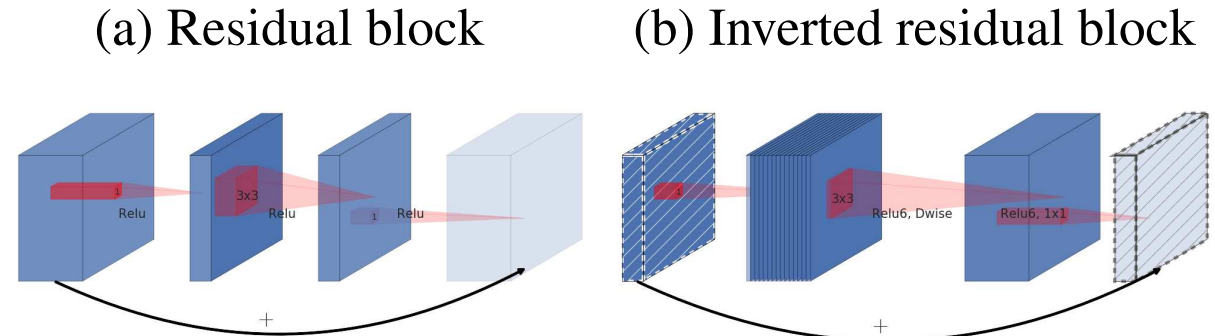 (a) Residual block
(b) Inverted residual block
1
Relu
3x3
Relu
1
Relu
+
1
3x3
Relu6, Dwise
Relu6, 1x1
+